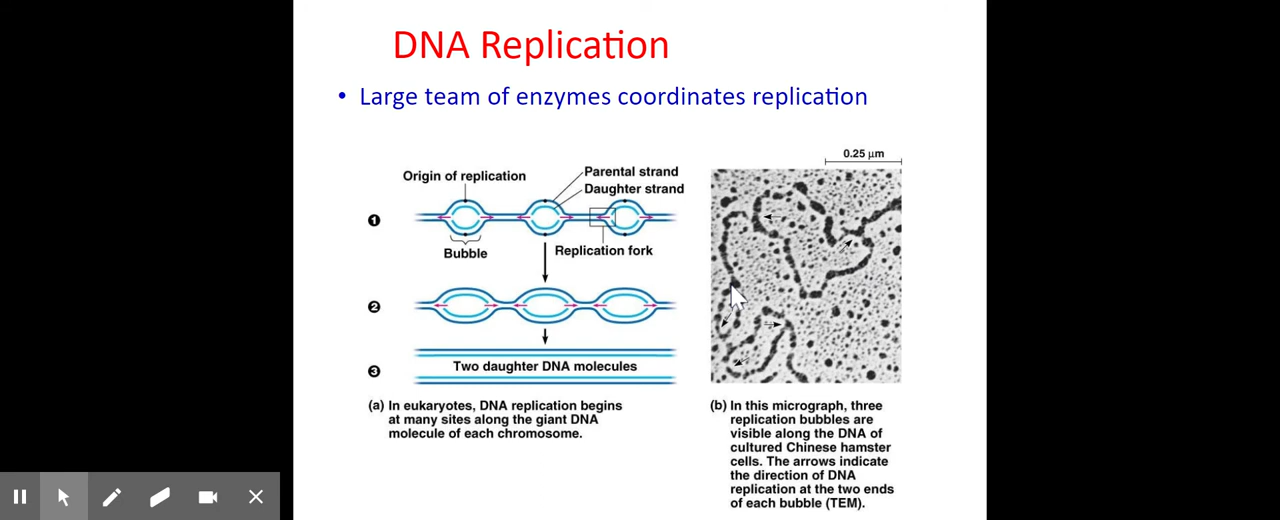 DNA Replication
• Large team of enzymes coordinates replication
Origin of replication
Parental strand
Daughter strand
1
Bubble
Replication fork
2
3
Two daughter DNA molecules
(a) In eukaryotes, DNA replication begins
at many sites along the giant DNA
molecule of each chromosome.
0.25 µm
(b) In this micrograph, three
replication bubbles are
visible along the DNA of
cultured Chinese hamster
cells. The arrows indicate
the direction of DNA
replication at the two ends
of each bubble (TEM).